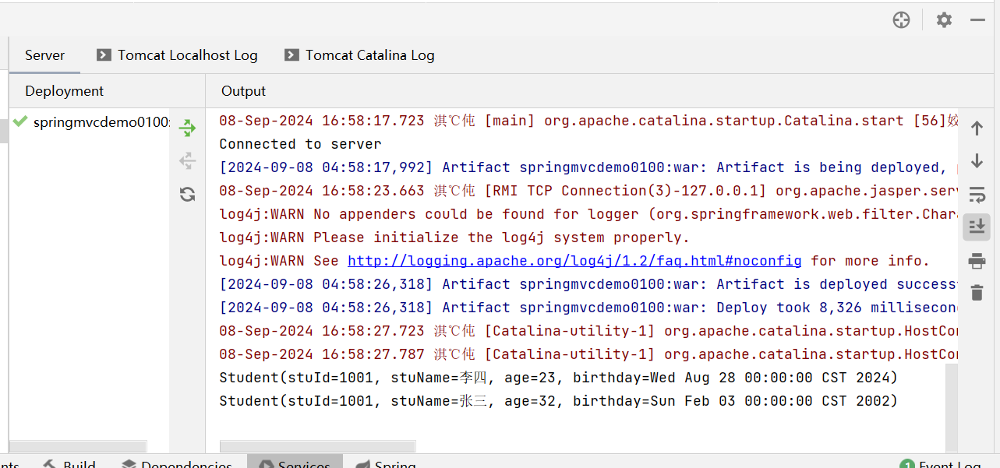 Server
Tomcat Localhost Log
Tomcat Catalina Log
Deployment
Output
springmvcdemo0100:
08-Sep-2024 16:58:17.723 淇℃伅 [main] org.apache.catalina.startup.Catalina.start [56]
Connected to server
[2024-09-08 04:58:17,992] Artifact springmvcdemo0100:war: Artifact is being deployed,
08-Sep-2024 16:58:23.663 淇℃伅 [RMI TCP Connection(3)-127.0.0.1] org.apache.jasper.serv
log4j:WARN No appenders could be found for logger (org.springframework.web.filter.Chara
log4j:WARN Please initialize the log4j system properly.
log4j:WARN See http://logging.apache.org/log4j/1.2/faq.html#noconfig for more info.
[2024-09-08 04:58:26,318] Artifact springmvcdemo0100:war: Artifact is deployed success
[2024-09-08 04:58:26,318] Artifact springmvcdemo0100:war: Deploy took 8,326 millisecon
08-Sep-2024 16:58:27.723 淇℃伅 [Catalina-utility-1] org.apache.catalina.startup.HostCon
08-Sep-2024 16:58:27.787 淇℃伅 [Catalina-utility-1] org.apache.catalina.startup.HostCon
Student(stuId=1001, stuName=李四, age=23, birthday=Wed Aug 28 00:00:00 CST 2024)
Student(stuId=1001, stuName=张三, age=32, birthday=Sun Feb 03 00:00:00 CST 2002)
nts Build Dependencies Services Spring 1 Event Log